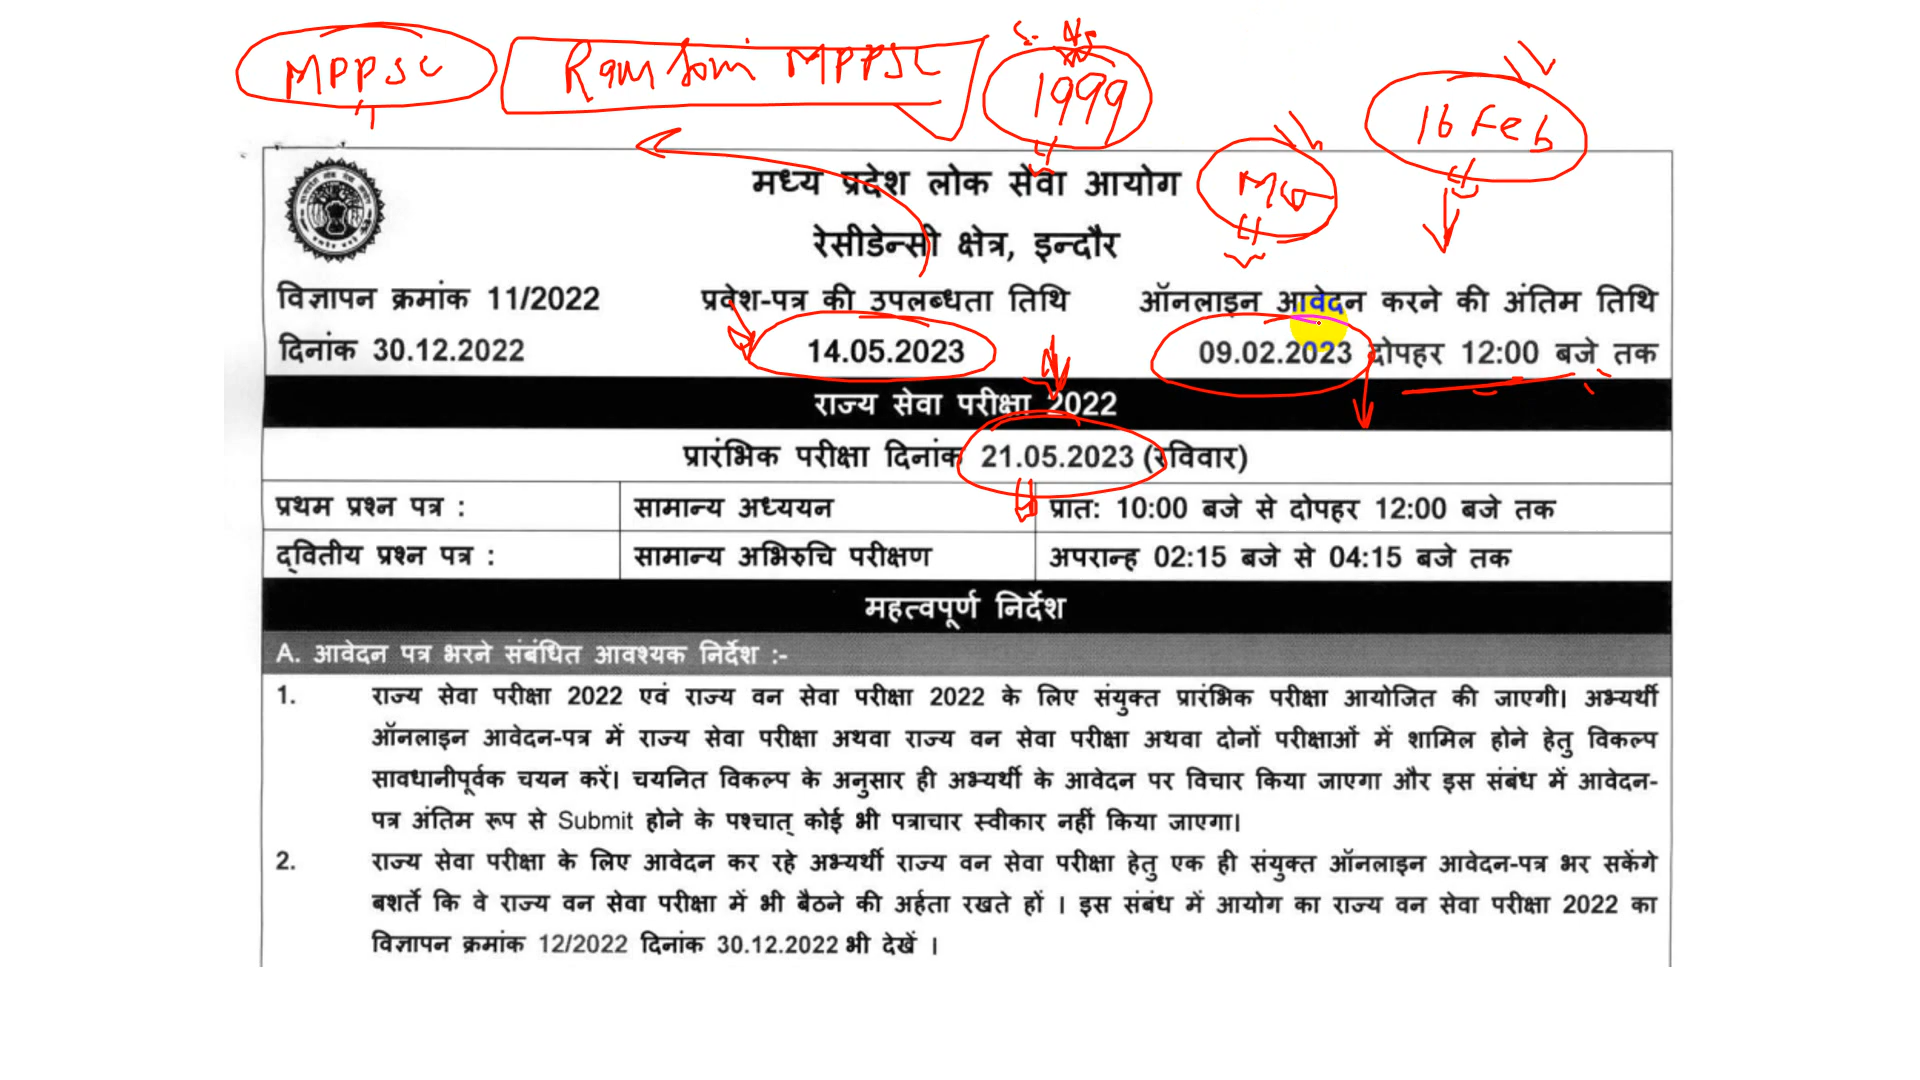 MPPSC
MPPSC
1999
16 Feb
मध्य प्रदेश लोक सेवा आयोग
रेसीडेन्सी क्षेत्र, इन्दौर
विज्ञापन क्रमांक 11/2022 प्रवेश-पत्र की उपलब्धता तिथि ऑनलाइन आवेदन करने की अंतिम तिथि
दिनांक 30.12.2022 14.05.2023 09.02.2023 दोपहर 12:00 बजे तक
राज्य सेवा परीक्षा 2022
प्रारंभिक परीक्षा दिनांक 21.05.2023 (रविवार)
प्रथम प्रश्न पत्र : सामान्य अध्ययन प्रात: 10:00 बजे से दोपहर 12:00 बजे तक
द्वितीय प्रश्न पत्र : सामान्य अभिरुचि परीक्षण अपरान्ह 02:15 बजे से 04:15 बजे तक
महत्वपूर्ण निर्देश
A. आवेदन पत्र भरने संबंधित आवश्यक निर्देश :-
1. राज्य सेवा परीक्षा 2022 एवं राज्य वन सेवा परीक्षा 2022 के लिए संयुक्त प्रारंभिक परीक्षा आयोजित की जाएगी। अभ्यर्थी
ऑनलाइन आवेदन-पत्र में राज्य सेवा परीक्षा अथवा राज्य वन सेवा परीक्षा अथवा दोनों परीक्षाओं में शामिल होने हेतु विकल्प
सावधानीपूर्वक चयन करें। चयनित विकल्प के अनुसार ही अभ्यर्थी के आवेदन पर विचार किया जाएगा और इस संबंध में आवेदन-
पत्र अंतिम रूप से Submit होने के पश्चात् कोई भी पत्राचार स्वीकार नहीं किया जाएगा।
2. राज्य सेवा परीक्षा के लिए आवेदन कर रहे अभ्यर्थी राज्य वन सेवा परीक्षा हेतु एक ही संयुक्त ऑनलाइन आवेदन-पत्र भर सकेंगे
बशर्ते कि वे राज्य वन सेवा परीक्षा में भी बैठने की अर्हता रखते हों । इस संबंध में आयोग का राज्य वन सेवा परीक्षा 2022 का
विज्ञापन क्रमांक 12/2022 दिनांक 30.12.2022 भी देखें ।